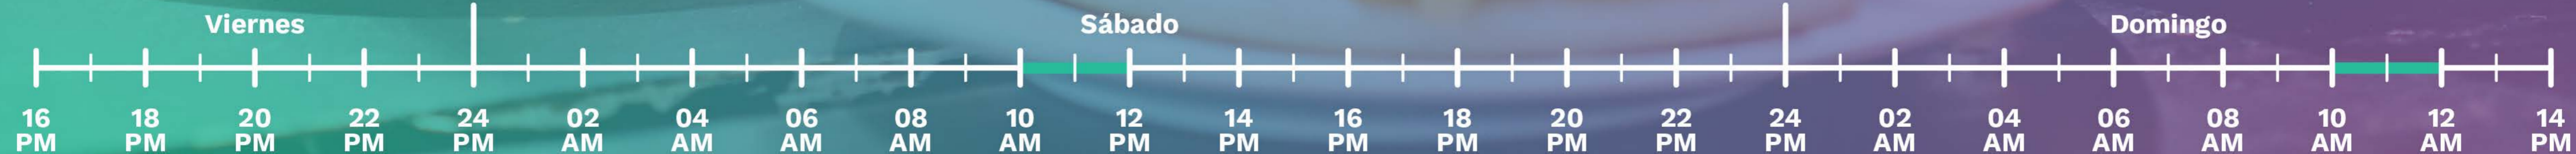 Viernes Sábado Domingo
16 18 20 22 24 02 04 06 08 10 12 14 16 18 20 22 24 02 04 06 08 10 12 14
PM PM PM PM PM AM AM AM AM AM PM PM PM PM PM PM PM AM AM AM AM AM AM PM